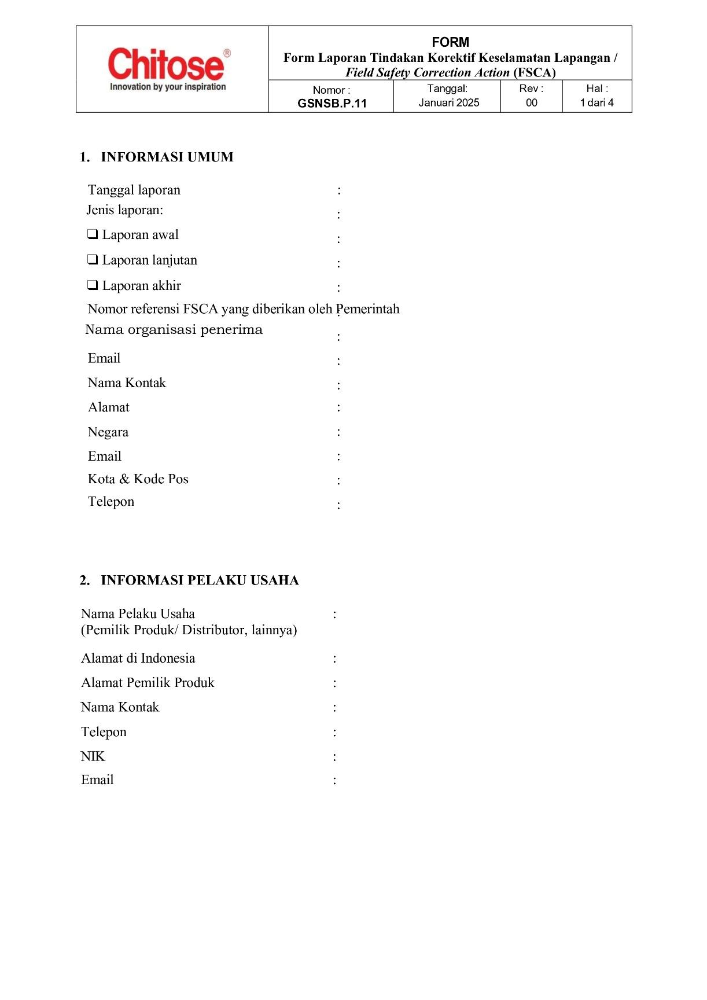 Chitose®
Innovation by your inspiration
FORM
Form Laporan Tindakan Korektif Keselamatan Lapangan /
Field Safety Correction Action (FSCA)
Nomor :
GSNSB.P.11
Tanggal:
Januari 2025
Rev :
00
Hal :
1 dari 4
1. INFORMASI UMUM
Tanggal laporan :
Jenis laporan: :
❑ Laporan awal :
❑ Laporan lanjutan :
❑ Laporan akhir :
Nomor referensi FSCA yang diberikan oleh Pemerintah :
Nama organisasi penerima :
Email :
Nama Kontak :
Alamat :
Negara :
Email :
Kota & Kode Pos :
Telepon :
2. INFORMASI PELAKU USAHA
Nama Pelaku Usaha :
(Pemilik Produk/ Distributor, lainnya)
Alamat di Indonesia :
Alamat Pemilik Produk :
Nama Kontak :
Telepon :
NIK :
Email :